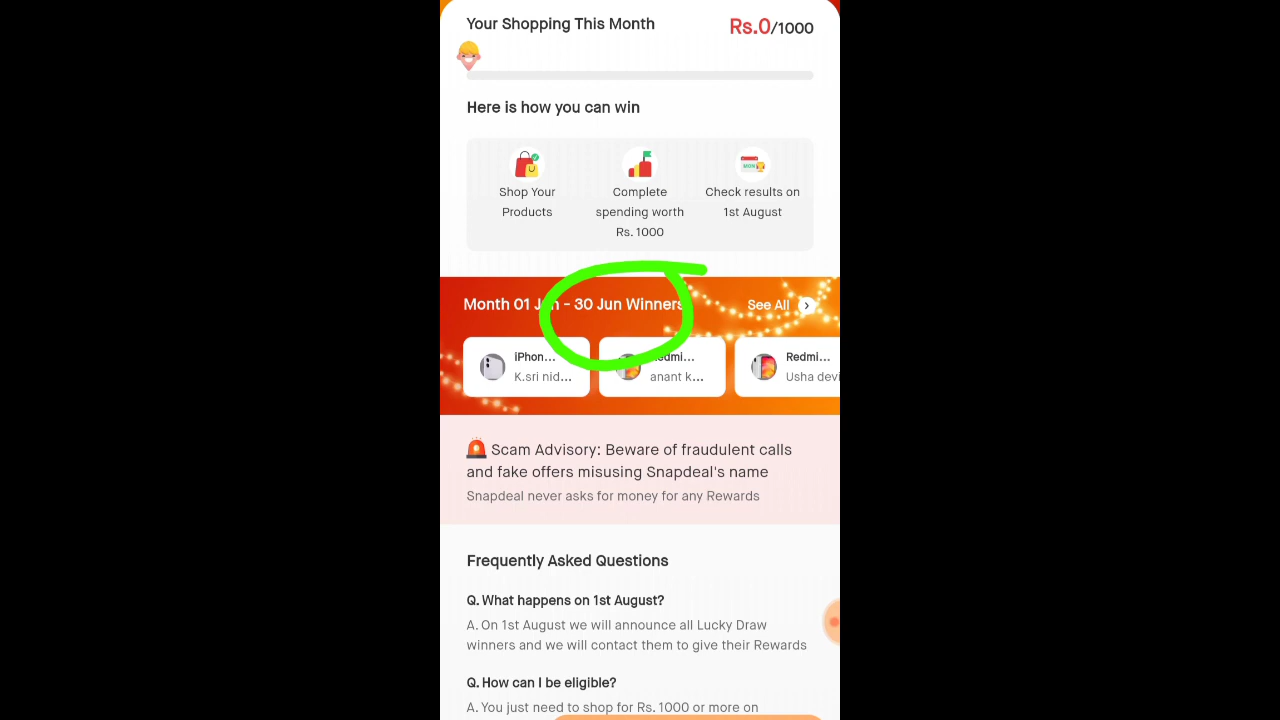 Your Shopping This Month
Rs.0/1000
Here is how you can win
Shop Your
Products
Complete
spending worth
Rs. 1000
Check results on
1st August
Month 01 Jun - 30 Jun Winners
See All
iPhon...
K.sri nid...
Redmi...
anant k...
Redmi...
Usha devi
Scam Advisory: Beware of fraudulent calls
and fake offers misusing Snapdeal's name
Snapdeal never asks for money for any Rewards
Frequently Asked Questions
Q. What happens on 1st August?
A. On 1st August we will announce all Lucky Draw
winners and we will contact them to give their Rewards
Q. How can I be eligible?
A. You just need to shop for Rs. 1000 or more on